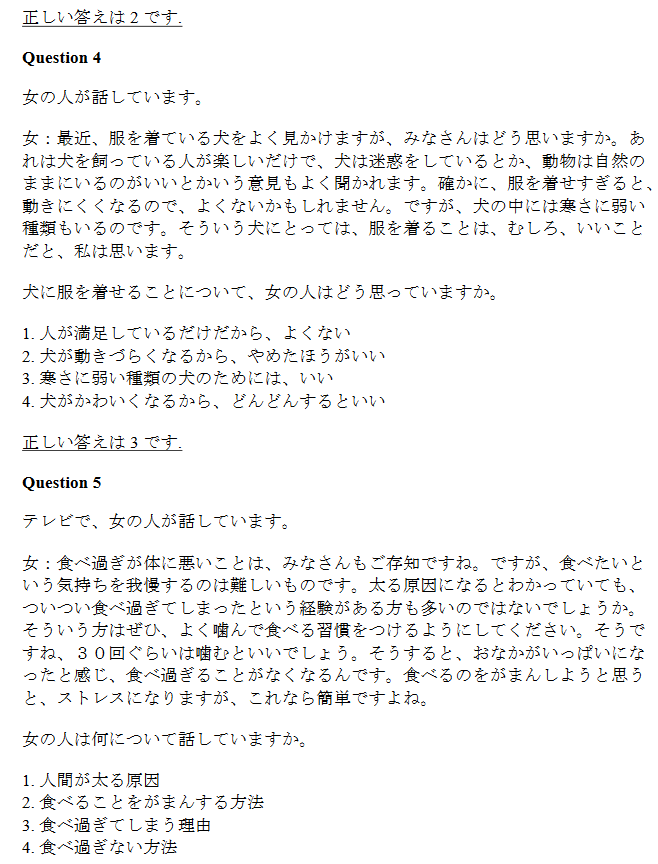 正しい答えは 2 です.
Question 4
女の人が話しています。
女：最近、服を着ている犬をよく見かけますが、みなさんはどう思いますか。あ
れは犬を飼っている人が楽しいだけで、犬は迷惑をしているとか、動物は自然の
ままにいるのがいいとかいう意見もよく聞かれます。確かに、服を着せすぎると、
動きにくくなるので、よくないかもしれません。ですが、犬の中には寒さに弱い
種類もいるのです。そういう犬にとっては、服を着ることは、むしろ、いいこと
だと、私は思います。
犬に服を着せることについて、女の人はどう思っていますか。
1. 人が満足しているだけだから、よくない
2. 犬が動きづらくなるから、やめたほうがいい
3. 寒さに弱い種類の犬のためには、いい
4. 犬がかわいくなるから、どんどんするといい
正しい答えは 3 です.
Question 5
テレビで、女の人が話しています。
女：食べ過ぎが体に悪いことは、みなさんもご存知ですね。ですが、食べたいと
いう気持ちを我慢するのは難しいものです。太る原因になるとわかっていても、
ついつい食べ過ぎてしまったという経験がある方も多いのではないでしょうか。
そういう方はぜひ、よく噛んで食べる習慣をつけるようにしてください。そうで
すね、３０回ぐらいは噛むといいでしょう。そうすると、おなかがいっぱいにな
ったと感じ、食べ過ぎることがなくなるんです。食べるのをがまんしようと思う
と、ストレスになりますが、これなら簡単ですよね。
女の人は何について話していますか。
1. 人間が太る原因
2. 食べることをがまんする方法
3. 食べ過ぎてしまう理由
4. 食べ過ぎない方法